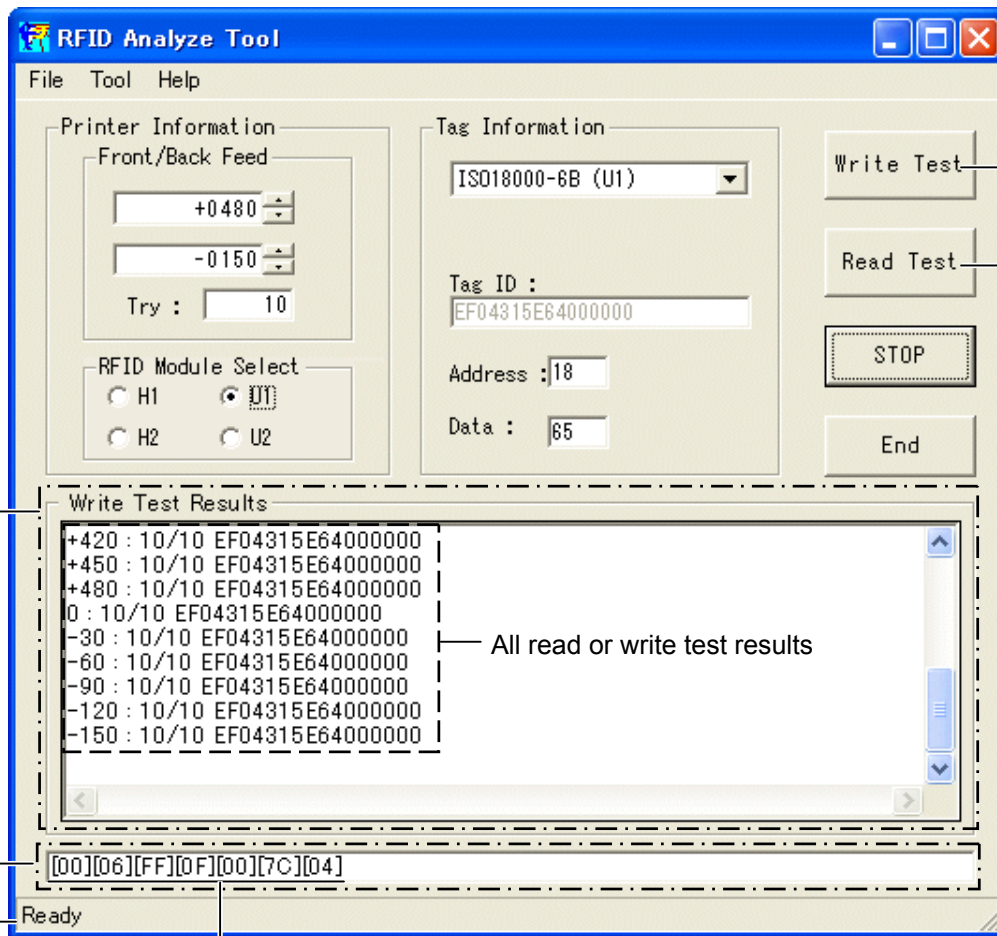 RFID Analyze Tool
File Tool Help
Printer Information
Front/Back Feed
+0480
-0150
Try : 10
RFID Module Select
H1 U1
H2 U2
Tag Information
ISO18000-6B (U1)
Tag ID :
EF04315E64000000
Address : 18
Data : 65
Write Test
Read Test
STOP
End
Write Test Results
+420 : 10/10 EF04315E64000000
+450 : 10/10 EF04315E64000000
+480 : 10/10 EF04315E64000000
0 : 10/10 EF04315E64000000
-30 : 10/10 EF04315E64000000
-60 : 10/10 EF04315E64000000
-90 : 10/10 EF04315E64000000
-120 : 10/10 EF04315E64000000
-150 : 10/10 EF04315E64000000
All read or write test results
[00][06][FF][0F][00][7C][04]
Ready